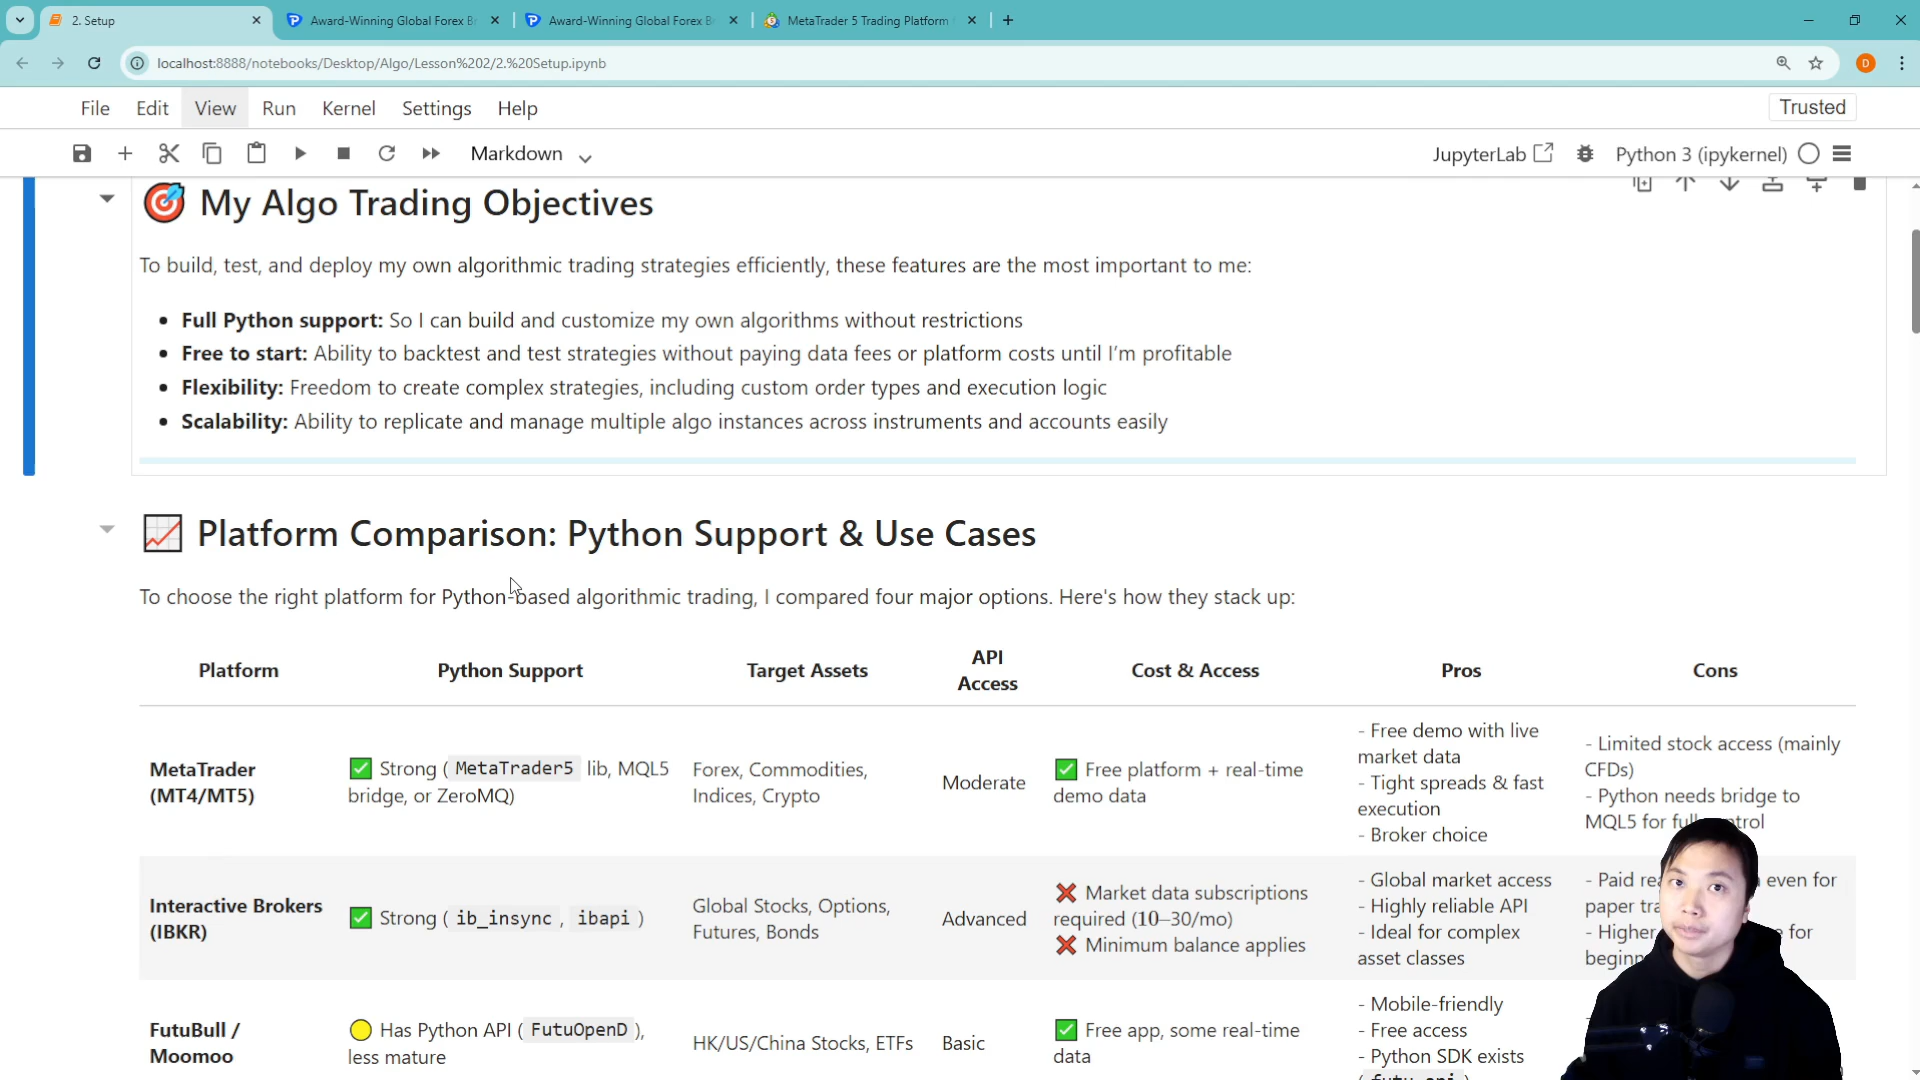 2. Setup
Award-Winning Global Forex B
Award-Winning Global Forex B
MetaTrader 5 Trading Platform
localhost:8888/notebooks/Desktop/Algo/Lesson%202/2.%20Setup.ipynb
D
File Edit View Run Kernel Settings Help
Trusted
Markdown
JupyterLab
Python 3 (ipykernel)
My Algo Trading Objectives
To build, test, and deploy my own algorithmic trading strategies efficiently, these features are the most important to me:
• Full Python support: So I can build and customize my own algorithms without restrictions
• Free to start: Ability to backtest and test strategies without paying data fees or platform costs until I'm profitable
• Flexibility: Freedom to create complex strategies, including custom order types and execution logic
• Scalability: Ability to replicate and manage multiple algo instances across instruments and accounts easily
Platform Comparison: Python Support & Use Cases
To choose the right platform for Python-based algorithmic trading, I compared four major options. Here's how they stack up:
Platform
Python Support
Target Assets
API
Access
Cost & Access
Pros
Cons
MetaTrader
(MT4/MT5)
Strong ( MetaTrader5 lib, MQL5
bridge, or ZeroMQ)
Forex, Commodities,
Indices, Crypto
Moderate
Free platform + real-time
demo data
- Free demo with live
market data
- Tight spreads & fast
execution
- Broker choice
- Limited stock access (mainly
CFDs)
- Python needs bridge to
MQL5 for
Interactive Brokers
(IBKR)
Strong ( ib_insync , ibapi )
Global Stocks, Options,
Futures, Bonds
Advanced
Market data subscriptions
required (10–30/mo)
Minimum balance applies
- Global market access
- Highly reliable API
- Ideal for complex
asset classes
- Paid even for
paper
- Higher for
FutuBull /
Moomoo
Has Python API ( FutuOpenD ),
less mature
HK/US/China Stocks, ETFs
Basic
Free app, some real-time
data
- Mobile-friendly
- Free access
- Python SDK exists